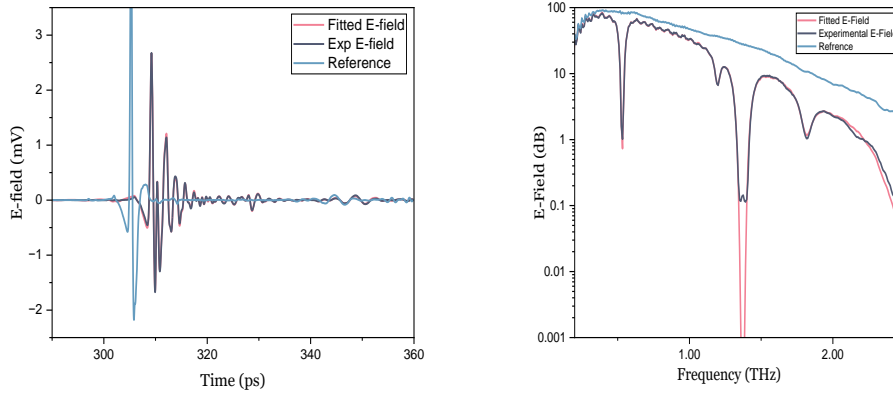 Fitted E-field
Exp E-field
Reference
3
2
1
0
−1
−2
E-field (mV)
300
320
340
360
Time (ps)
Fitted E-Field
Experimental E-Field
Reference
100
10
1
0.1
0.01
0.001
E-Field (dB)
1.00
2.00
Frequency (THz)